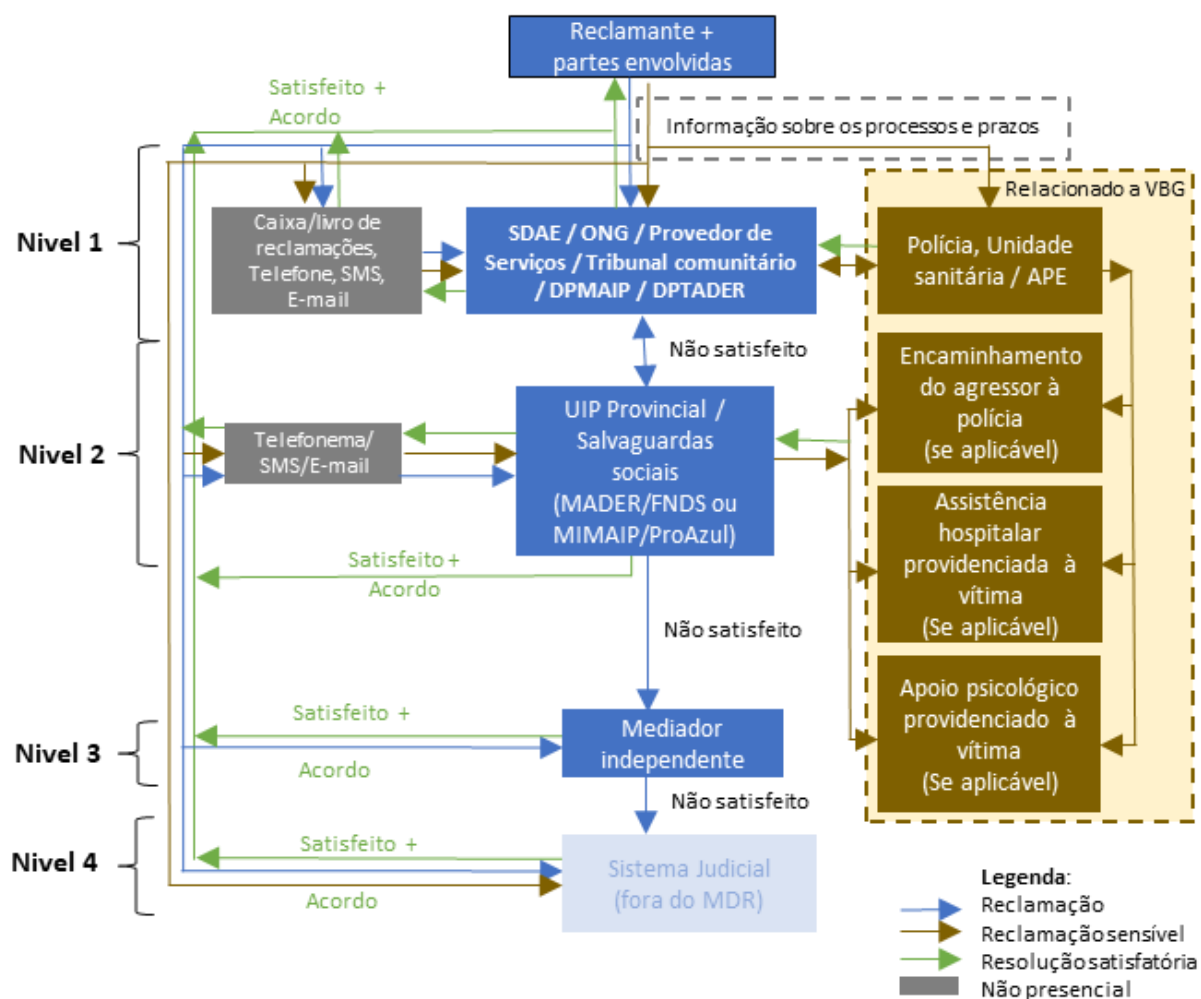 Reclamante +
partes envolvidas
Satisfeito +
Acordo
Informação sobre os processos e prazos
Relacionado a VBG
Nivel 1
Caixa/livro de
reclamações,
Telefone, SMS,
E-mail
SDAE / ONG / Provedor de
Serviços / Tribunal comunitário
/ DPMAIP / DPTADER
Polícia, Unidade
sanitária / APE
Não satisfeito
Nivel 2
Telefonema/
SMS/E-mail
UIP Provincial /
Salvaguardas
sociais
(MADER/FNDS ou
MIMAIP/ProAzul)
Encaminhamento
do agressor à
polícia
(se aplicável)
Assistência
hospitalar
providenciada à
vítima
(Se aplicável)
Satisfeito +
Acordo
Não satisfeito
Apoio psicológico
providenciado à
vítima
(Se aplicável)
Nivel 3
Satisfeito +
Acordo
Mediador
independente
Não satisfeito
Nivel 4
Satisfeito +
Acordo
Sistema Judicial
(fora do MDR)
Legenda:
Reclamação
Reclamação sensível
Resolução satisfatória
Não presencial